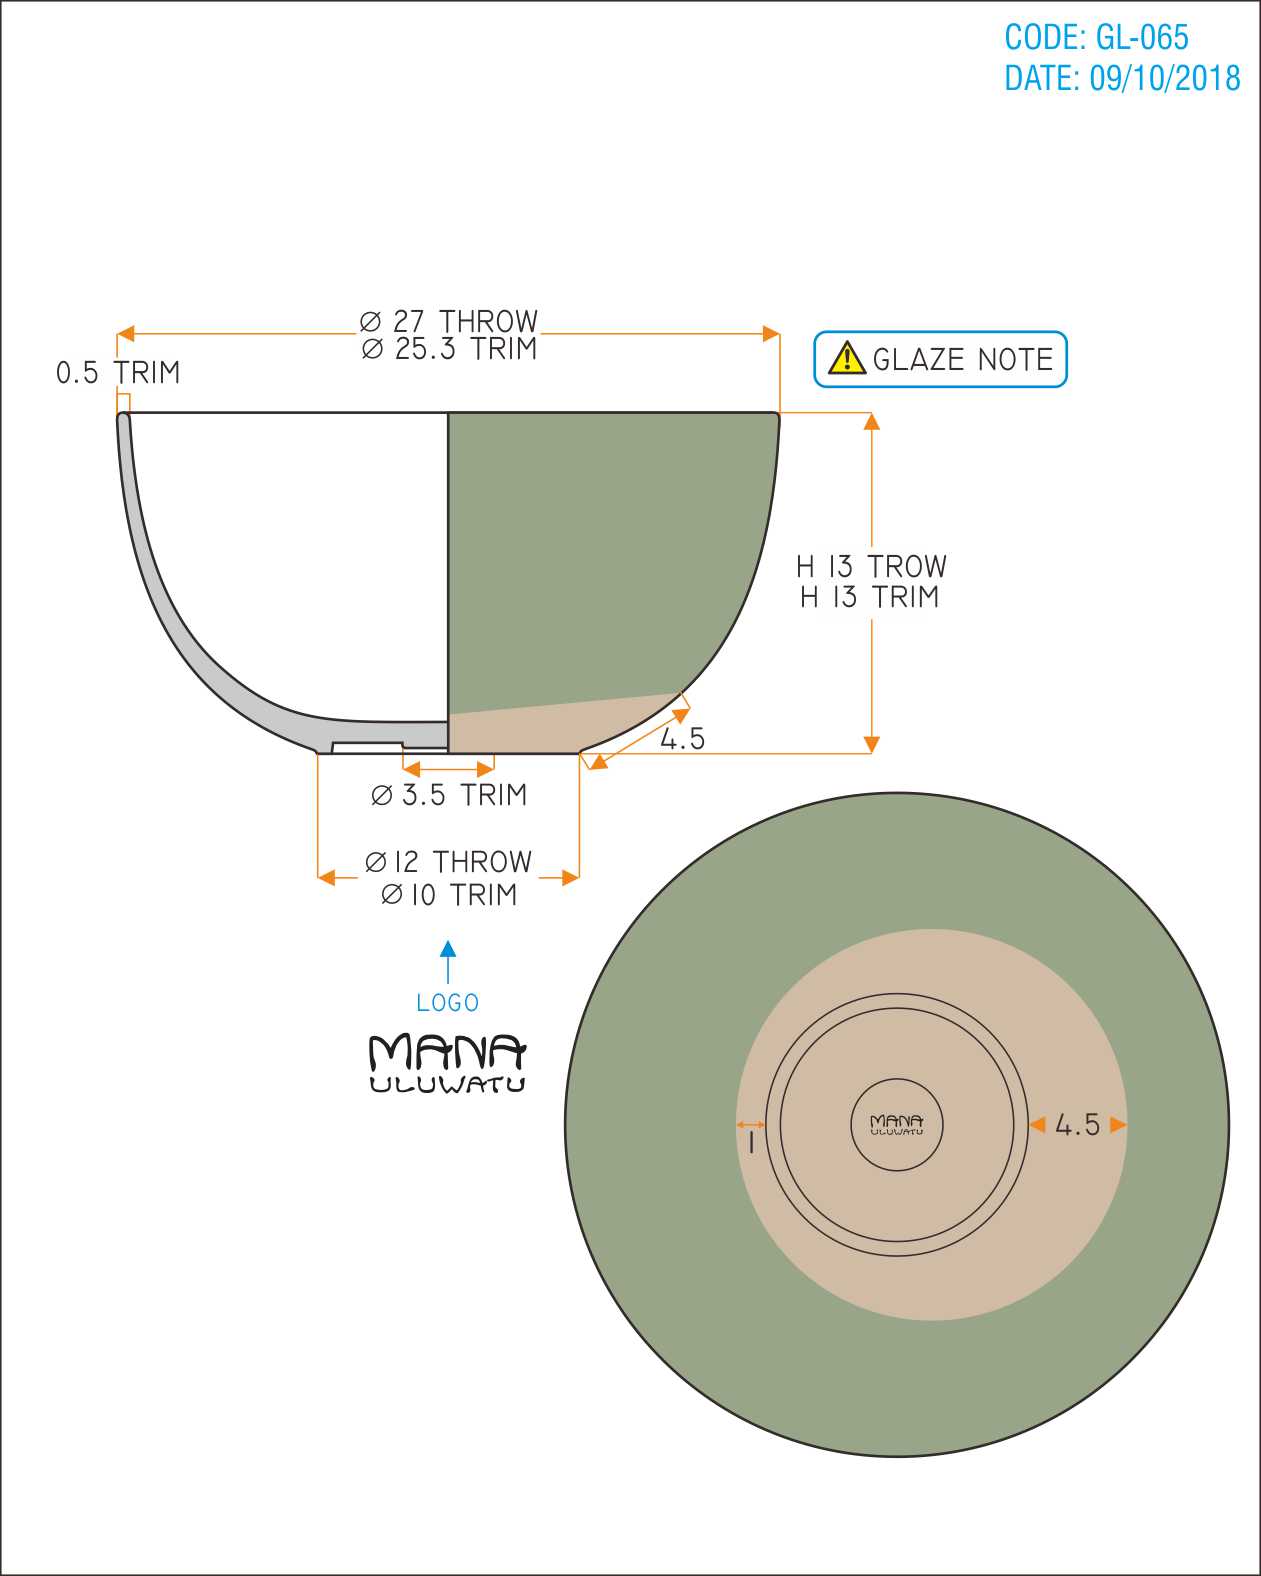 CODE: GL-065
DATE: 09/10/2018
Ø 27 THROW
Ø 25.3 TRIM
0.5 TRIM
GLAZE NOTE
H 13 TROW
H 13 TRIM
4.5
Ø 3.5 TRIM
Ø 12 THROW
Ø 10 TRIM
LOGO
MANA
ULUWATU
MANA
ULUWATU
1
4.5